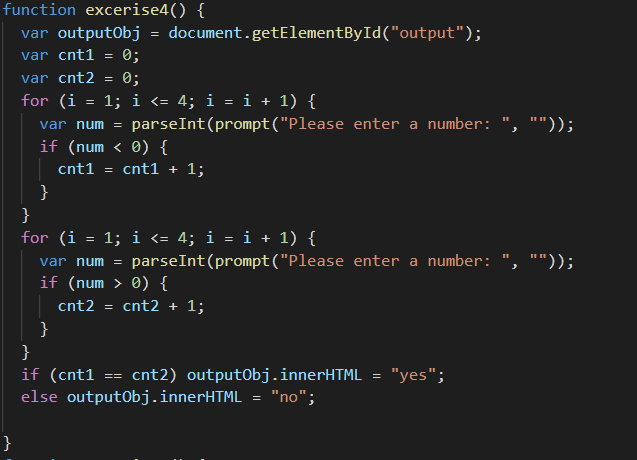 function excerise4() {
var outputObj = document.getElementById("output");
var cnt1 = 0;
var cnt2 = 0;
for (i = 1; i <= 4; i = i + 1) {
var num = parseInt(prompt("Please enter a number: ", ""));
if (num < 0) {
cnt1 = cnt1 + 1;
}
}
for (i = 1; i <= 4; i = i + 1) {
var num = parseInt(prompt("Please enter a number: ", ""));
if (num > 0) {
cnt2 = cnt2 + 1;
}
}
if (cnt1 == cnt2) outputObj.innerHTML = "yes";
else outputObj.innerHTML = "no";
}